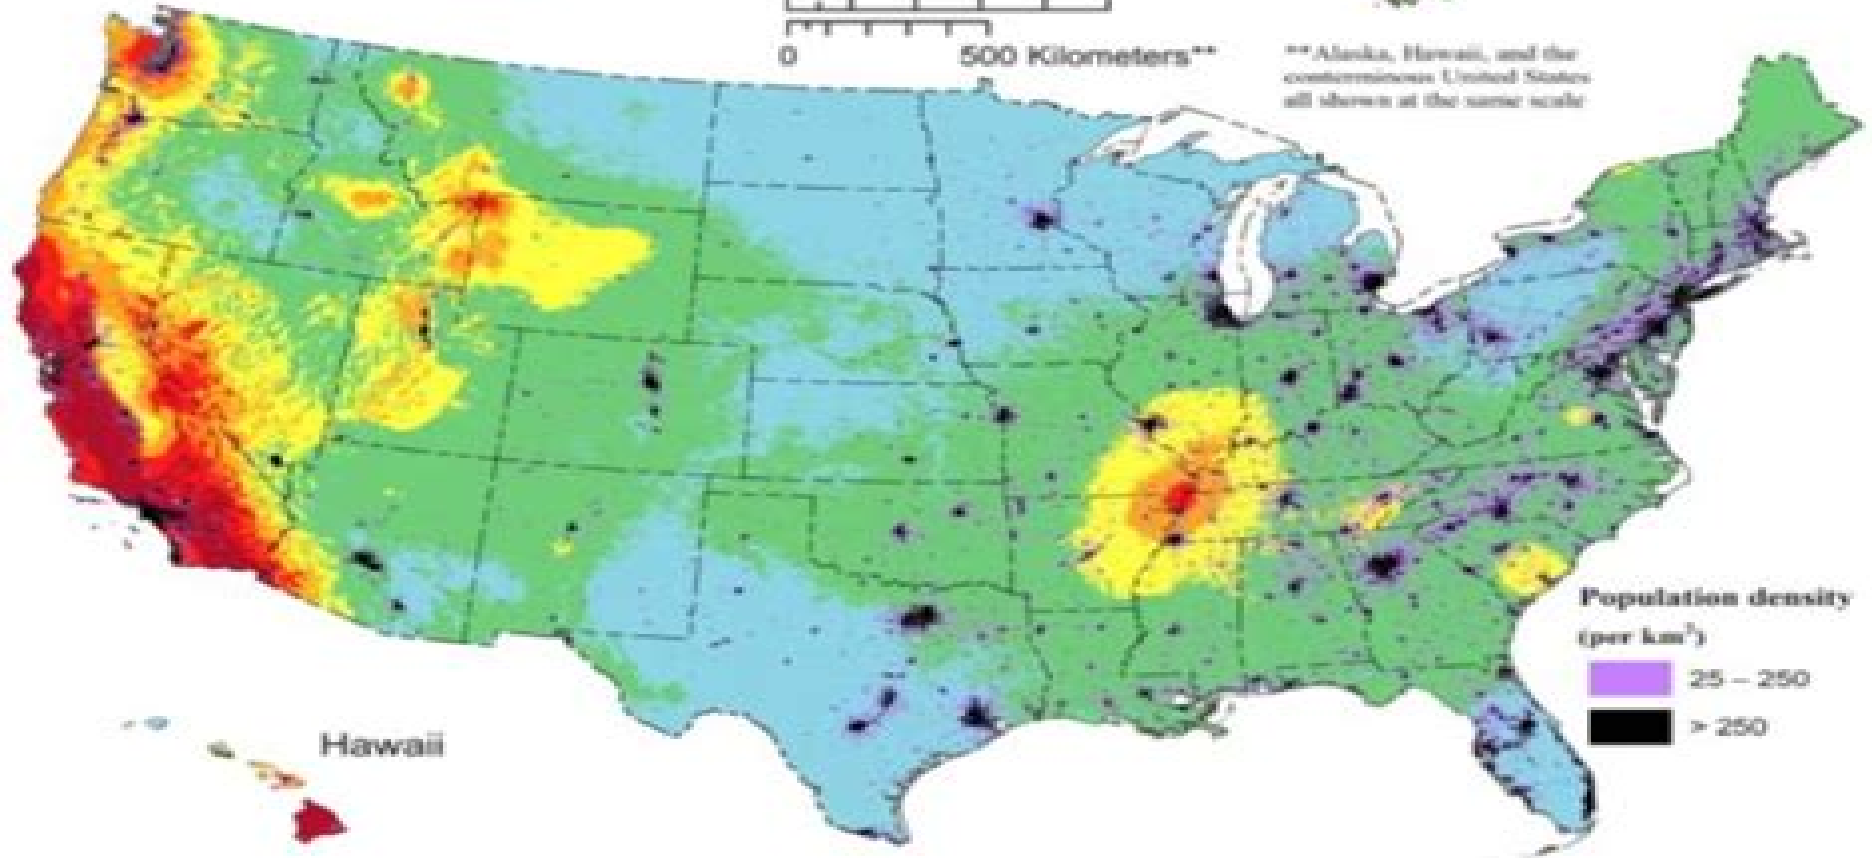 0 500 Kilometers**
**Alaska, Hawaii, and the
conterminous United States
all shown at the same scale
Population density
(per km²)
25 – 250
> 250
Hawaii